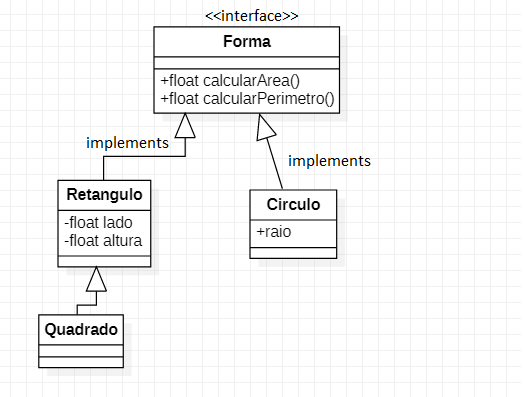 <<interface>>
Forma
+float calcularArea()
+float calcularPerimetro()
implements
implements
Retangulo
-float lado
-float altura
Circulo
+raio
Quadrado